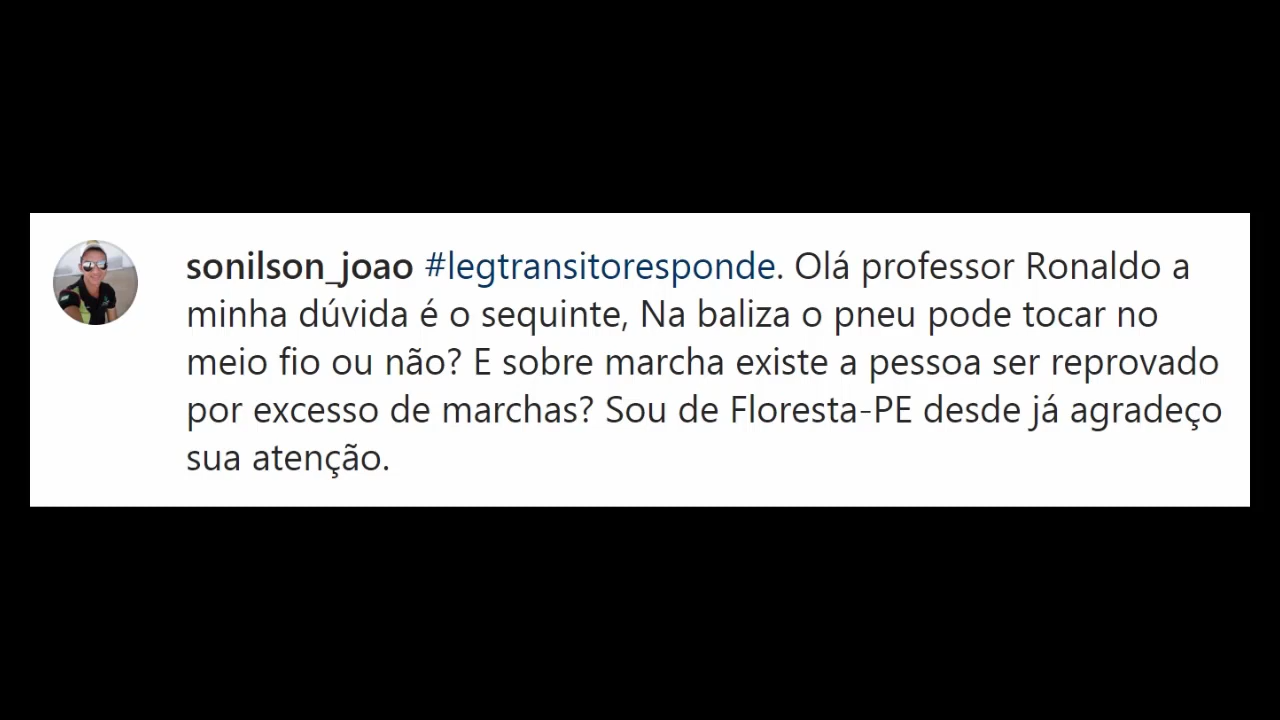 sonilson_joao #legtransitoresponde. Olá professor Ronaldo a
minha dúvida é o sequinte, Na baliza o pneu pode tocar no
meio fio ou não? E sobre marcha existe a pessoa ser reprovado
por excesso de marchas? Sou de Floresta-PE desde já agradeço
sua atenção.